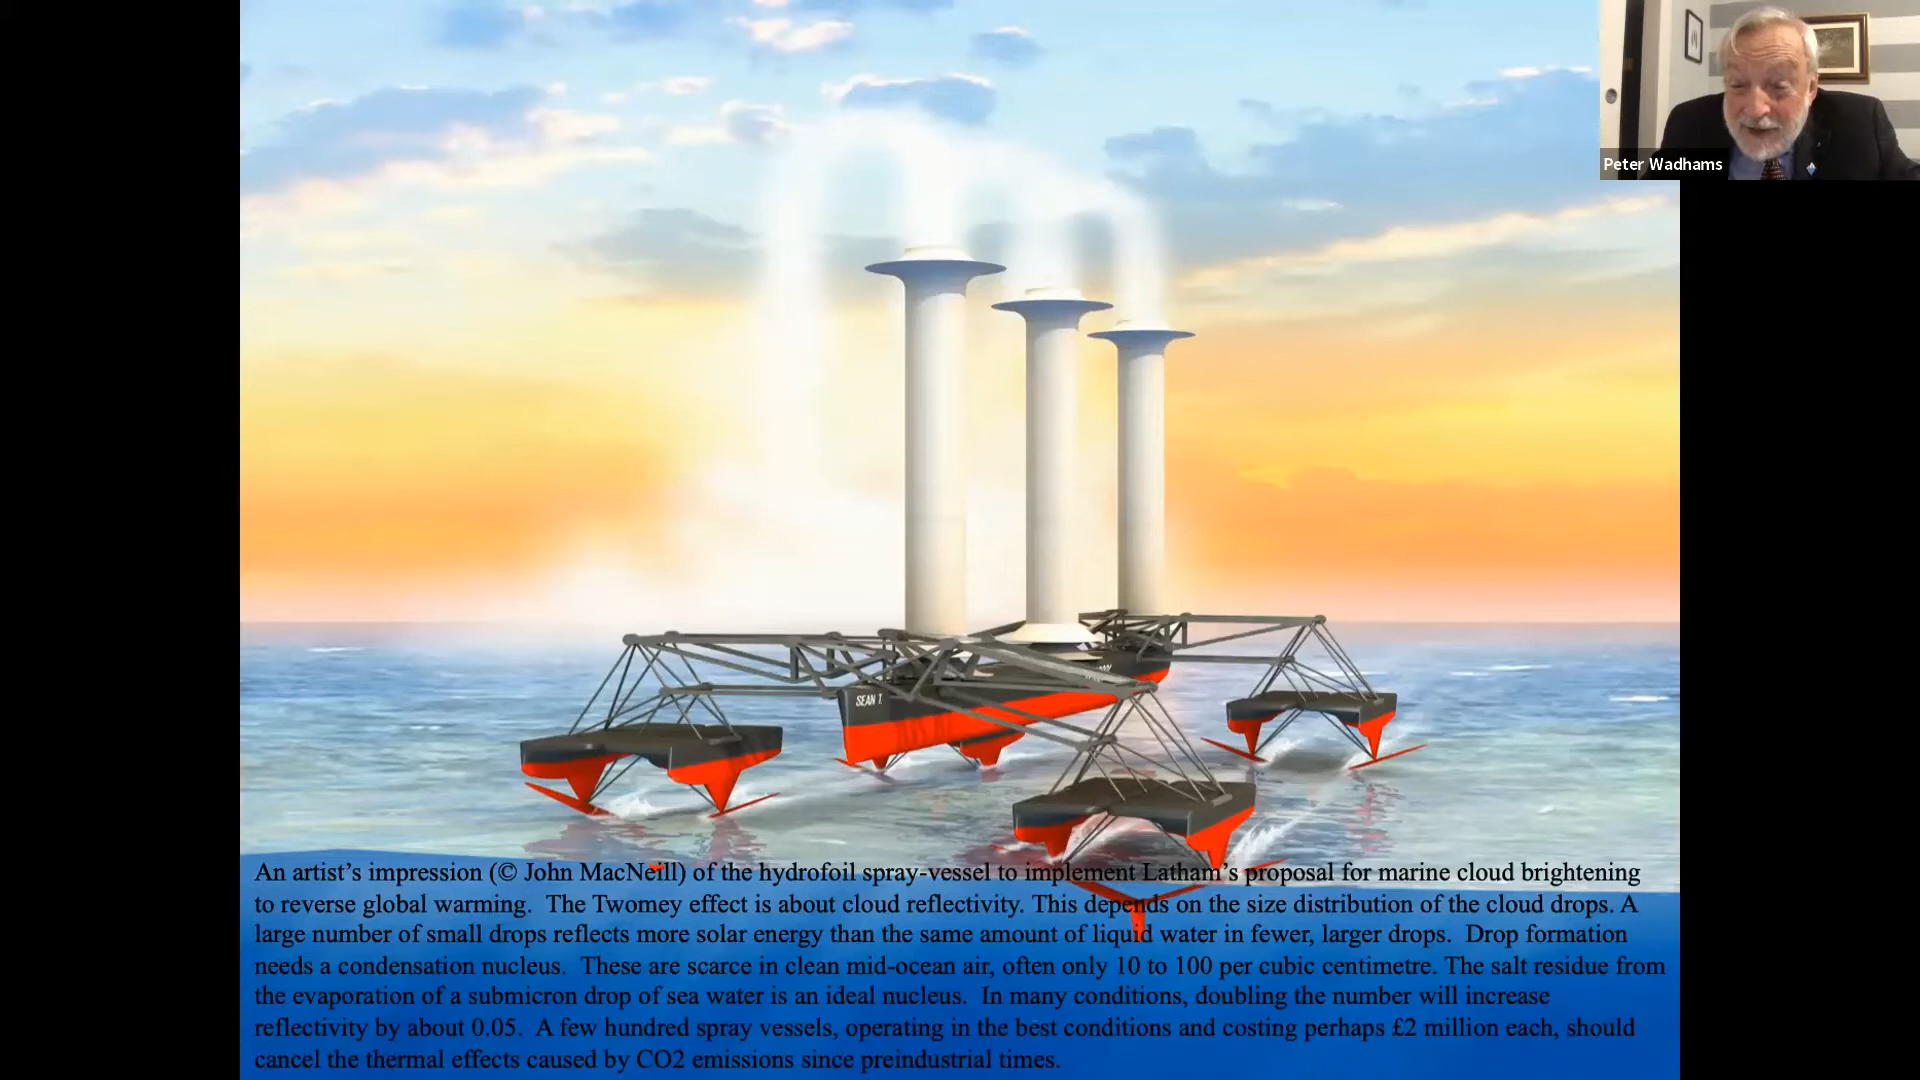 Peter Wadhams
SEAN T.
An artist’s impression (© John MacNeill) of the hydrofoil spray-vessel to implement Latham’s proposal for marine cloud brightening
to reverse global warming.  The Twomey effect is about cloud reflectivity. This depends on the size distribution of the cloud drops. A
large number of small drops reflects more solar energy than the same amount of liquid water in fewer, larger drops.  Drop formation
needs a condensation nucleus.  These are scarce in clean mid-ocean air, often only 10 to 100 per cubic centimetre. The salt residue from
the evaporation of a submicron drop of sea water is an ideal nucleus.  In many conditions, doubling the number will increase
reflectivity by about 0.05.  A few hundred spray vessels, operating in the best conditions and costing perhaps £2 million each, should
cancel the thermal effects caused by CO2 emissions since preindustrial times.